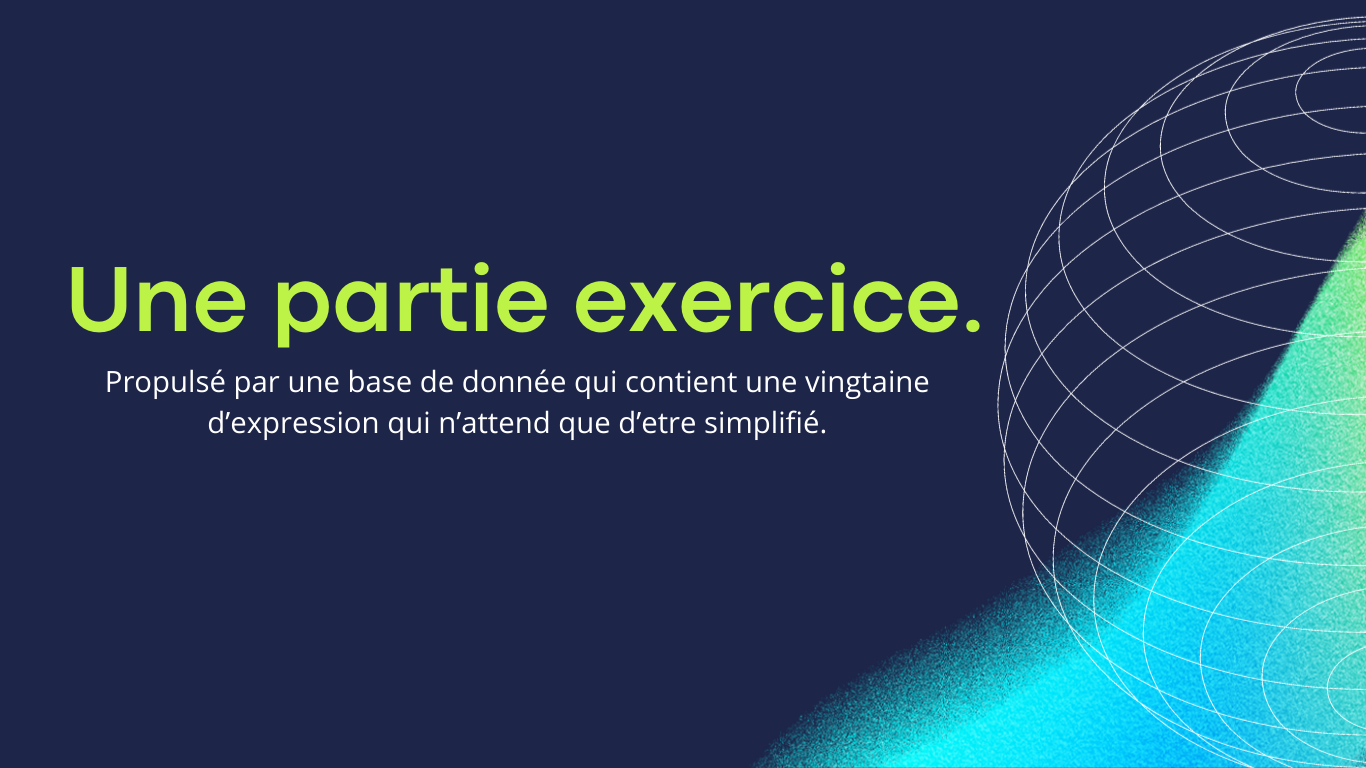 Une partie exercice.
Propulsé par une base de donnée qui contient une vingtaine
d’expression qui n’attend que d’etre simplifié.